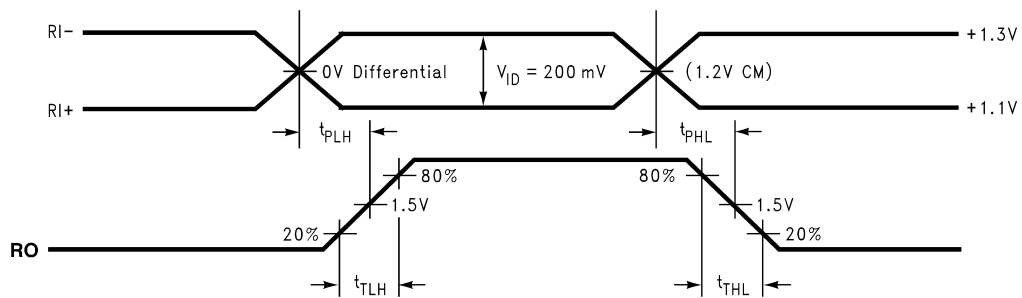 RI− +1.3V
0V Differential V_ID = 200 mV (1.2V CM)
RI+ +1.1V
t_PLH t_PHL
80% 80%
1.5V 1.5V
20% 20%
RO
t_TLH t_THL